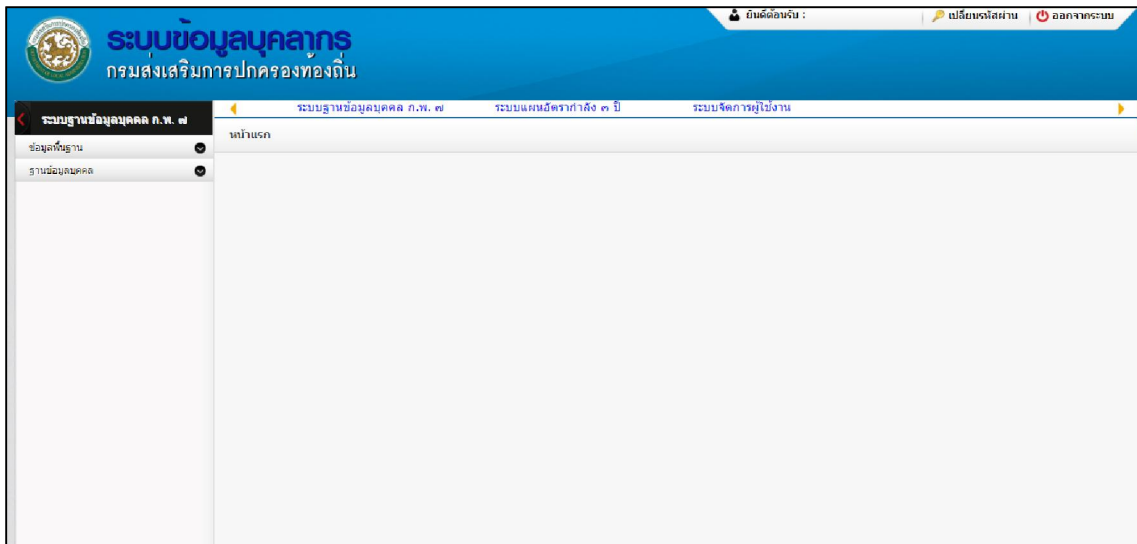 ยินดีต้อนรับ : เปลี่ยนรหัสผ่าน ออกจากระบบ
ระบบข้อมูลบุคลากร
กรมส่งเสริมการปกครองท้องถิ่น
ระบบฐานข้อมูลบุคคล ก.พ. ๗ ระบบแผนอัตรากำลัง ๓ ปี ระบบจัดการผู้ใช้งาน
ระบบฐานข้อมูลบุคคล ก.พ. ๗
หน้าแรก
ข้อมูลพื้นฐาน
ฐานข้อมูลบุคคล